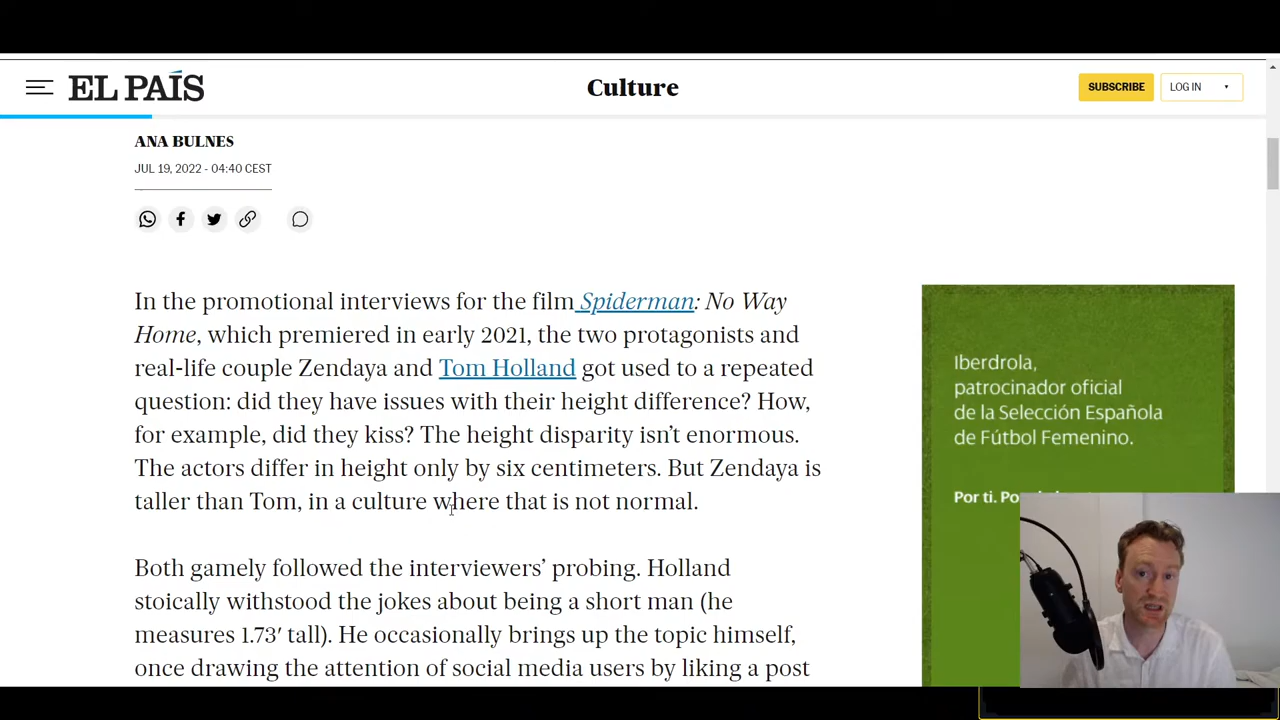 EL PAÍS
Culture
SUBSCRIBE
LOG IN
ANA BULNES
JUL 19, 2022 - 04:40 CEST
In the promotional interviews for the film Spiderman: No Way
Home, which premiered in early 2021, the two protagonists and
real-life couple Zendaya and Tom Holland got used to a repeated
question: did they have issues with their height difference? How,
for example, did they kiss? The height disparity isn't enormous.
The actors differ in height only by six centimeters. But Zendaya is
taller than Tom, in a culture where that is not normal.
Both gamely followed the interviewers' probing. Holland
stoically withstood the jokes about being a short man (he
measures 1.73′ tall). He occasionally brings up the topic himself,
once drawing the attention of social media users by liking a post
Iberdrola,
patrocinador oficial
de la Selección Española
de Fútbol Femenino.
Por ti.